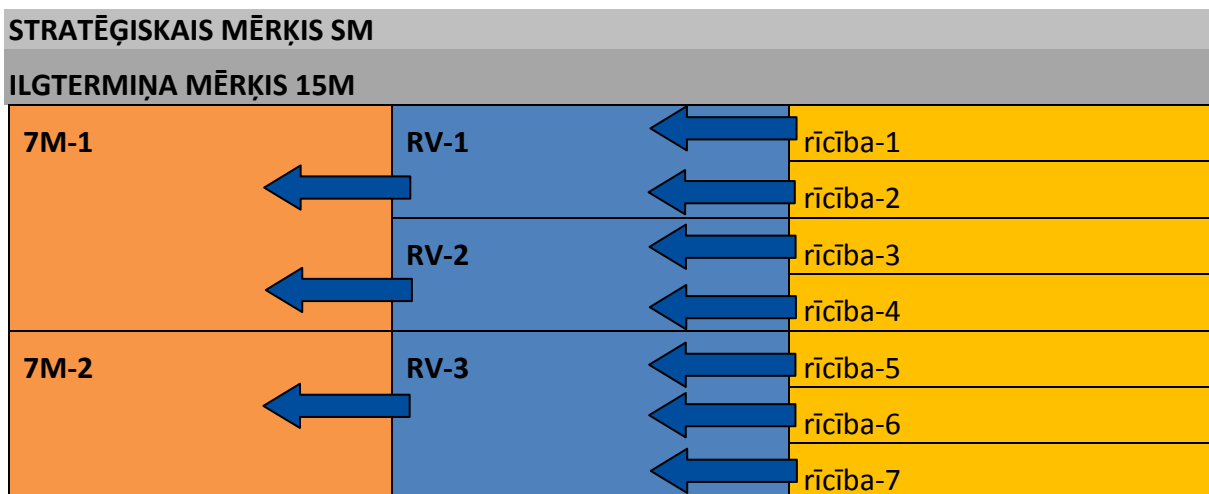 STRATĒĢISKAIS MĒRĶIS SM
ILGTERMIŅA MĒRĶIS 15M
7M-1
RV-1
rīcība-1
rīcība-2
RV-2
rīcība-3
rīcība-4
7M-2
RV-3
rīcība-5
rīcība-6
rīcība-7